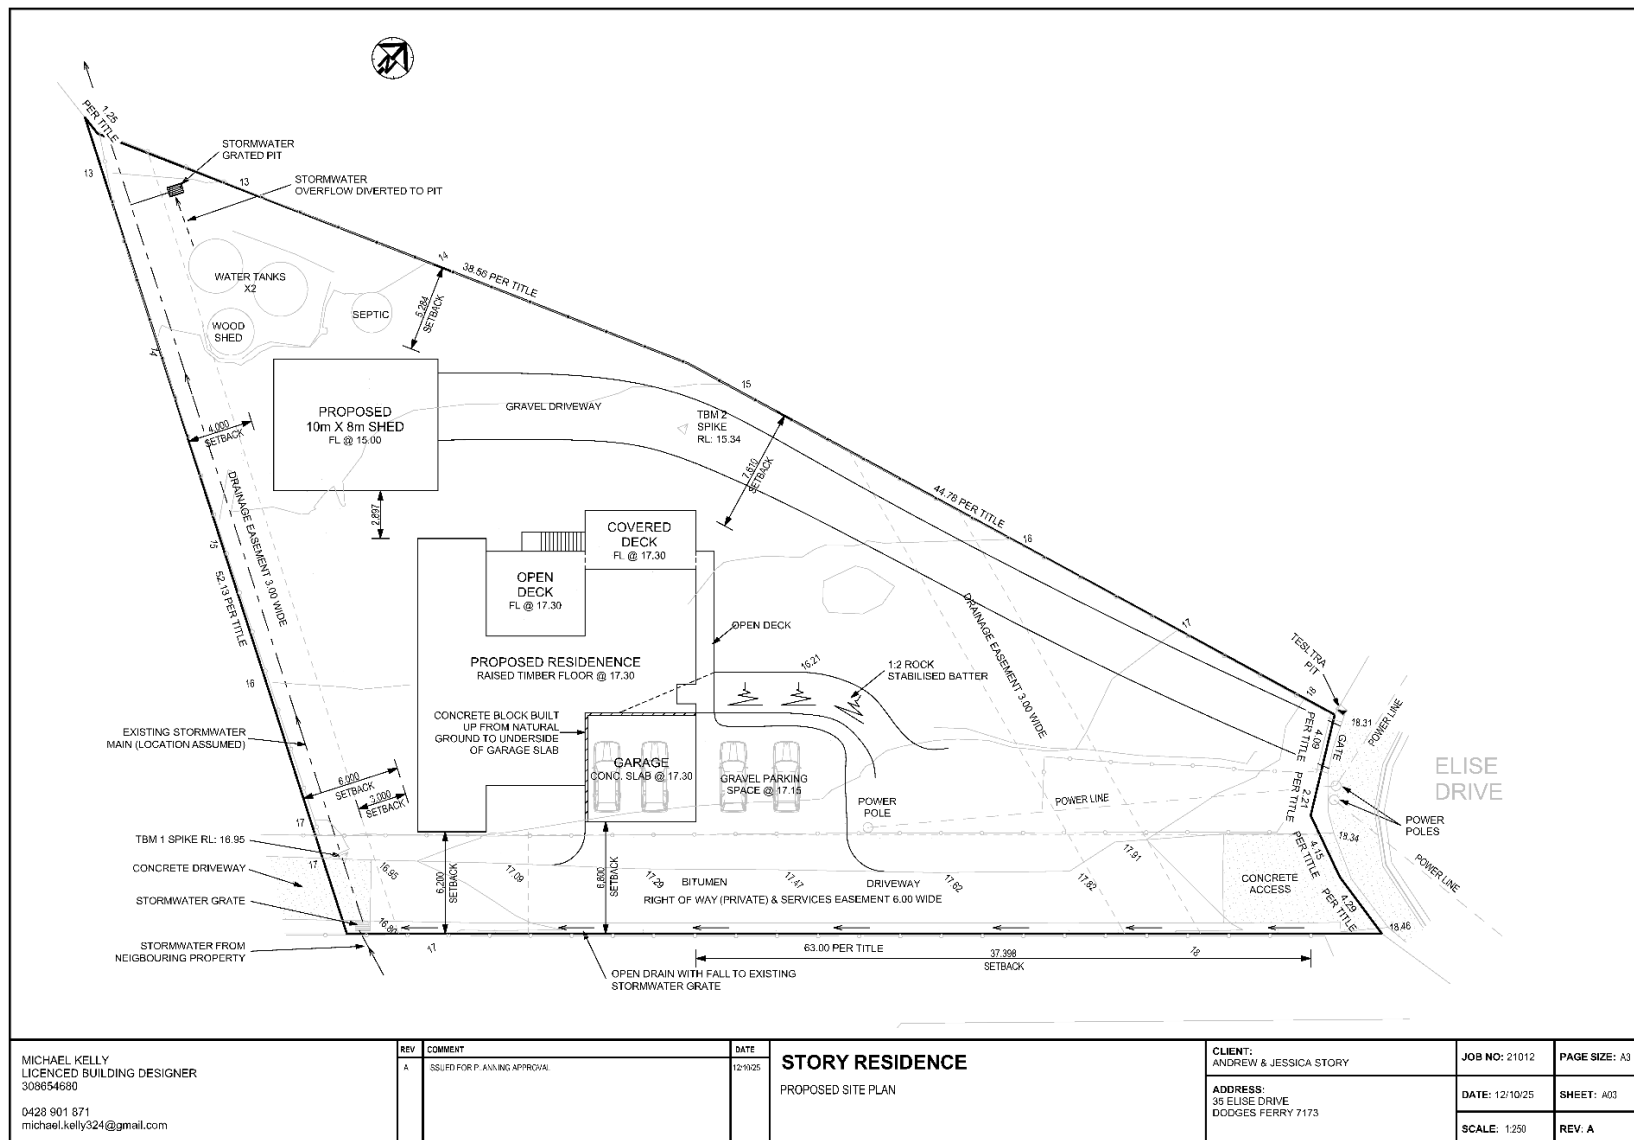 N
1.25
PER TITLE
STORMWATER
GRATED PIT
13
13
STORMWATER
OVERFLOW DIVERTED TO PIT
WATER TANKS
X2
14
38.56 PER TITLE
SEPTIC
5.284
SETBACK
WOOD
SHED
14
15
GRAVEL DRIVEWAY
PROPOSED
10m X 8m SHED
FL @ 15.00
TBM 2
SPIKE
RL: 15.34
4.000
SETBACK
7.610
SETBACK
44.78 PER TITLE
DRAINAGE EASEMENT 3.00 WIDE
2.897
COVERED
DECK
FL @ 17.30
16
15
52.13 PER TITLE
OPEN
DECK
FL @ 17.30
DRAINAGE EASEMENT 3.00 WIDE
17
OPEN DECK
TESLTRA
PIT
PROPOSED RESIDENENCE
RAISED TIMBER FLOOR @ 17.30
16.21
1:2 ROCK
STABILISED BATTER
16
18
CONCRETE BLOCK BUILT
UP FROM NATURAL
GROUND TO UNDERSIDE
OF GARAGE SLAB
18.31
POWER LINE
EXISTING STORMWATER
MAIN (LOCATION ASSUMED)
4.09
PER TITLE
GATE
GARAGE
CONC. SLAB @ 17.30
GRAVEL PARKING
SPACE @ 17.15
ELISE
DRIVE
6.000
SETBACK
3.000
SETBACK
2.21
PER TITLE
POWER
POLE
POWER LINE
POWER
POLES
17
TBM 1 SPIKE RL: 16.95
18.34
4.15
PER TITLE
17
CONCRETE DRIVEWAY
16.95
17.09
6.200
SETBACK
6.800
SETBACK
17.29
BITUMEN
17.47
DRIVEWAY
17.62
17.82
17.91
CONCRETE
ACCESS
POWER LINE
RIGHT OF WAY (PRIVATE) & SERVICES EASEMENT 6.00 WIDE
4.29
PER TITLE
STORMWATER GRATE
16.80
18.46
STORMWATER FROM
NEIGBOURING PROPERTY
17
63.00 PER TITLE
37.398
SETBACK
18
OPEN DRAIN WITH FALL TO EXISTING
STORMWATER GRATE
MICHAEL KELLY
LICENCED BUILDING DESIGNER
308654680
0428 901 871
michael.kelly324@gmail.com
REV COMMENT DATE
A ISSUED FOR PLANNING APPROVAL 12/10/25
STORY RESIDENCE
PROPOSED SITE PLAN
CLIENT:
ANDREW & JESSICA STORY
ADDRESS:
35 ELISE DRIVE
DODGES FERRY 7173
JOB NO: 21012
PAGE SIZE: A3
DATE: 12/10/25
SHEET: A03
SCALE: 1:250
REV: A